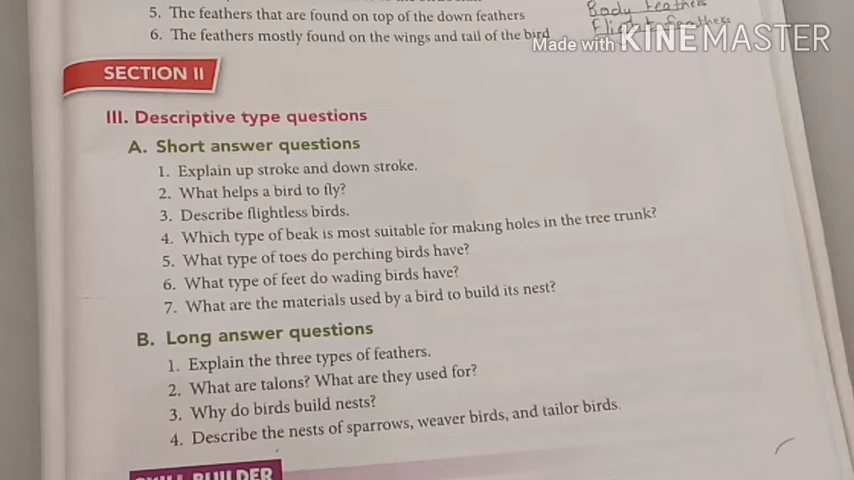 5. The feathers that are found on top of the down feathers
Body feathers
6. The feathers mostly found on the wings and tail of the bird
Flight feathers
Made with KINEMASTER
SECTION II
III. Descriptive type questions
A. Short answer questions
1. Explain up stroke and down stroke.
2. What helps a bird to fly?
3. Describe flightless birds.
4. Which type of beak is most suitable for making holes in the tree trunk?
5. What type of toes do perching birds have?
6. What type of feet do wading birds have?
7. What are the materials used by a bird to build its nest?
B. Long answer questions
1. Explain the three types of feathers.
2. What are talons? What are they used for?
3. Why do birds build nests?
4. Describe the nests of sparrows, weaver birds, and tailor birds.
SKILL BUILDER